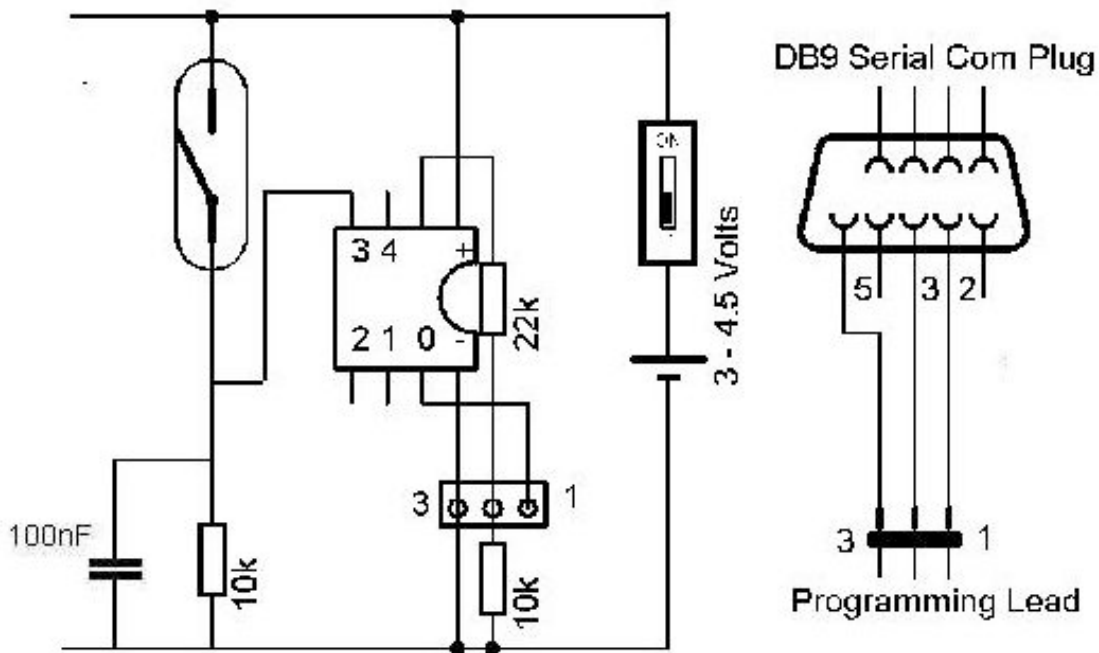 DB9 Serial Com Plug
ON
3 4 +
2 1 0 -
22k
3 - 4.5 Volts
5 3 2
3 1
100nF
10k
10k
3 1
Programming Lead